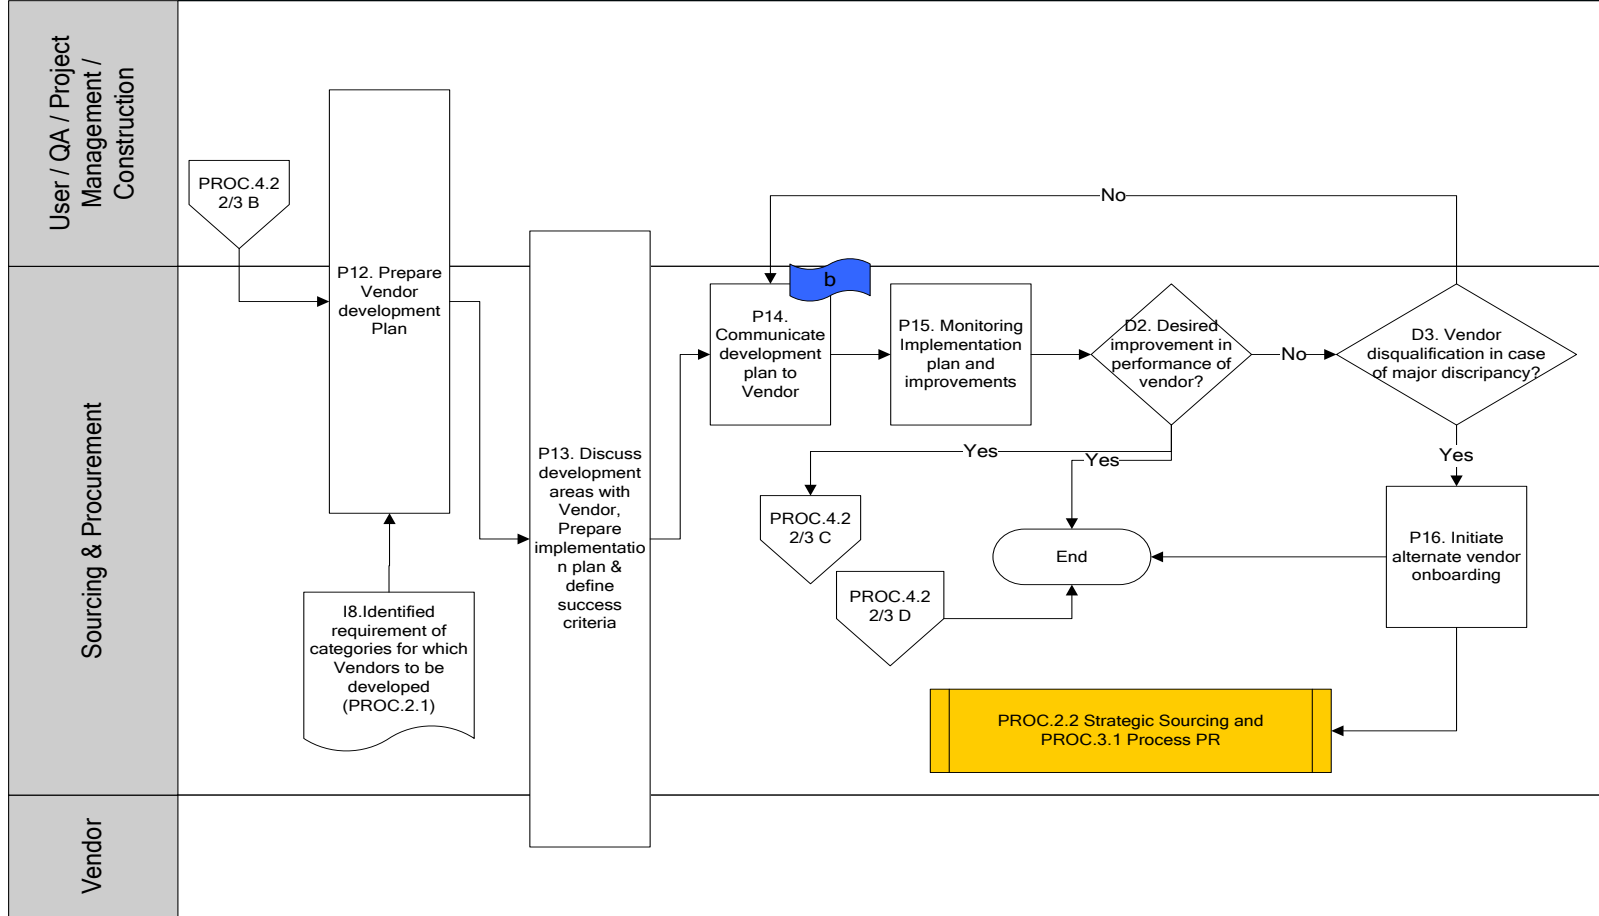 User / QA / Project
Management /
Construction
PROC.4.2
2/3 B
P12. Prepare
Vendor
development
Plan
I8.Identified
requirement of
categories for which
Vendors to be
developed
(PROC.2.1)
P13. Discuss
development
areas with
Vendor,
Prepare
implementatio
n plan &
define
success
criteria
No
b
P14.
Communicate
development
plan to
Vendor
P15. Monitoring
Implementation
plan and
improvements
D2. Desired
improvement in
performance of
vendor?
No
D3. Vendor
disqualification in case
of major discripancy?
Yes
Yes
Yes
PROC.4.2
2/3 C
End
PROC.4.2
2/3 D
P16. Initiate
alternate vendor
onboarding
PROC.2.2 Strategic Sourcing and
PROC.3.1 Process PR
Sourcing & Procurement
Vendor